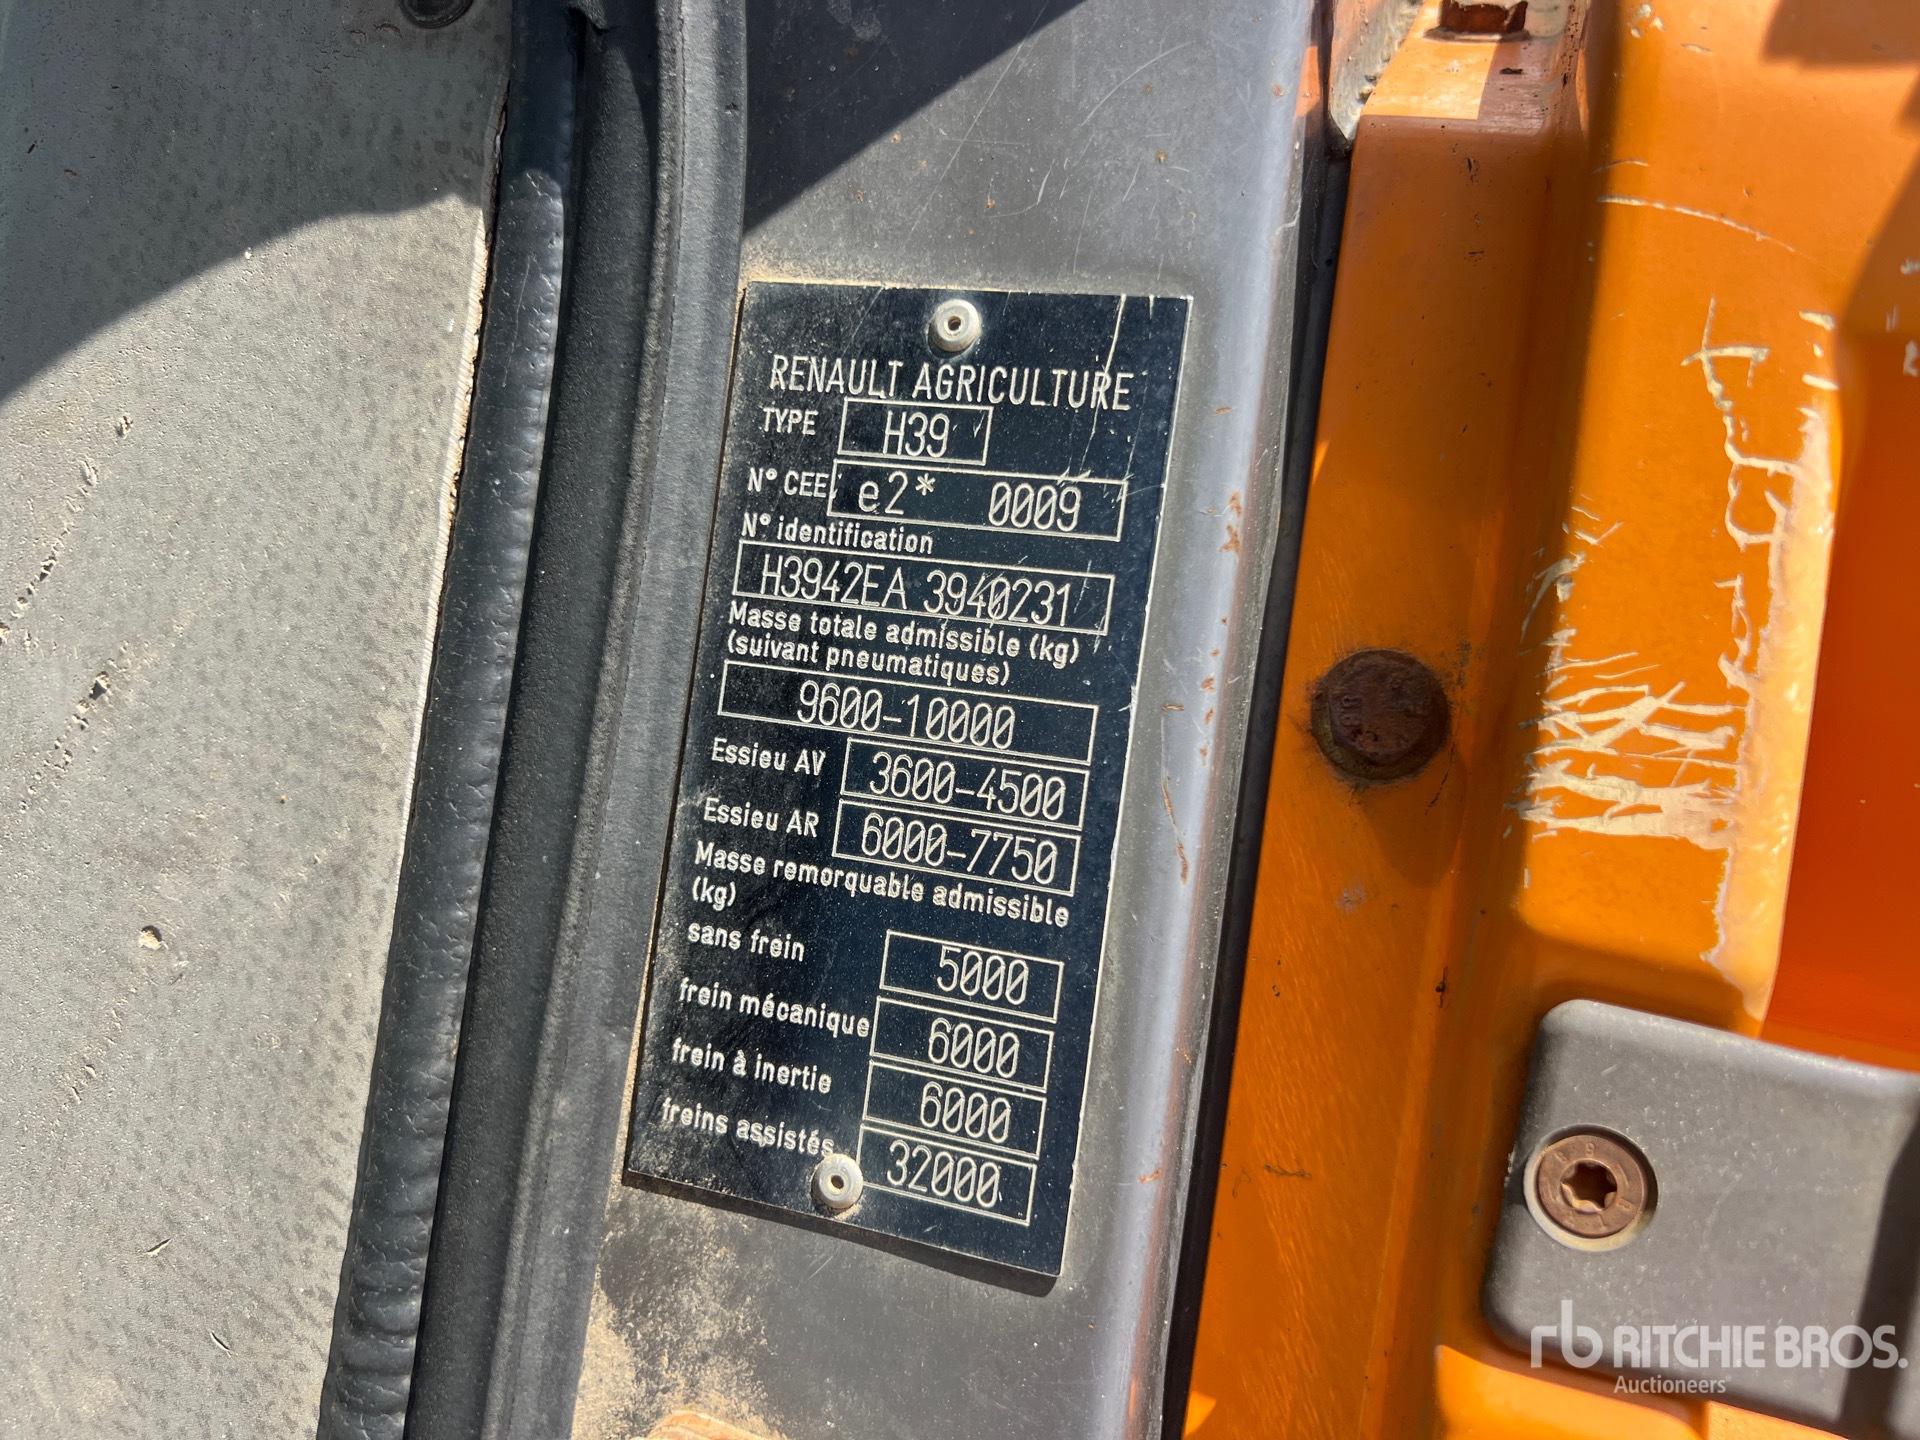 RENAULT AGRICULTURE
TYPE H39
N° CEE e2* 0009
N° identification
H3942EA 3940231
Masse totale admissible (kg)
(suivant pneumatiques)
9600-10000
Essieu AV 3600-4500
Essieu AR 6000-7750
Masse remorquable admissible
(kg)
sans frein 5000
frein mécanique 6000
frein à inertie 6000
freins assistés 32000
rb RITCHIE BROS.
Auctioneers